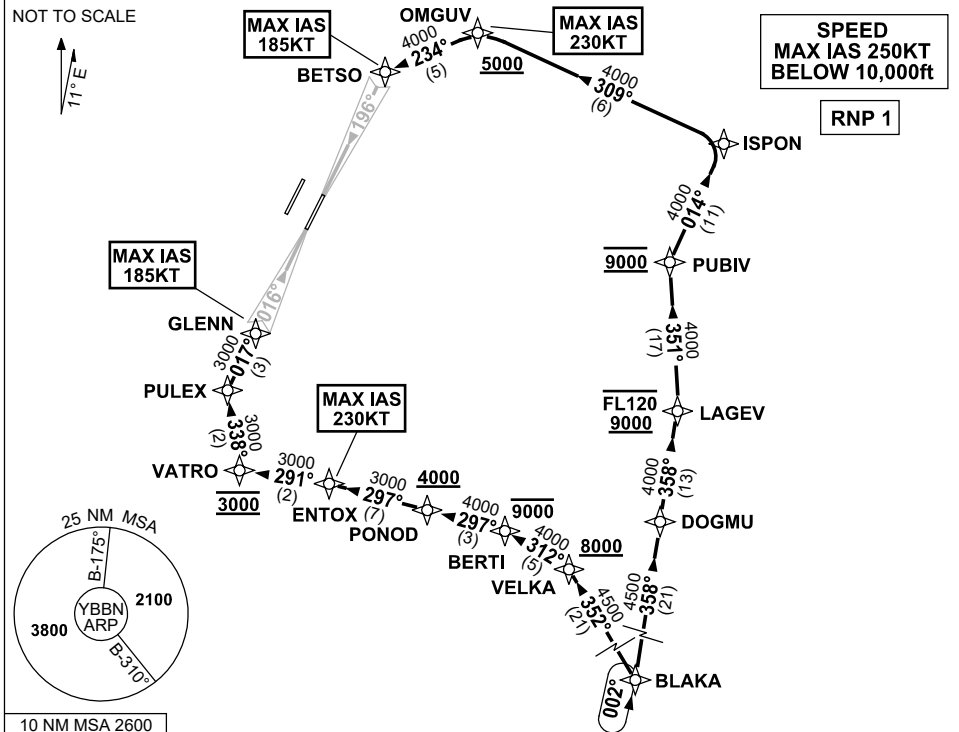 NOT TO SCALE
11° E
MAX IAS
185KT
BETSO
OMGUV
4000
234°
(5)
5000
MAX IAS
230KT
SPEED
MAX IAS 250KT
BELOW 10,000ft
RNP 1
4000
309°
(6)
ISPON
196°
4000
014°
(11)
9000
PUBIV
MAX IAS
185KT
016°
GLENN
3000
017°
(3)
PULEX
4000
351°
(17)
FL120
9000
LAGEV
MAX IAS
230KT
3000
338°
(2)
VATRO
3000
3000
291°
(2)
ENTOX
3000
297°
(7)
4000
PONOD
4000
297°
(3)
9000
BERTI
4000
312°
(5)
8000
VELKA
4000
358°
(13)
DOGMU
4500
352°
(21)
4500
358°
(21)
BLAKA
002°
25 NM MSA
B-175°
YBBN
ARP
2100
3800
B-310°
10 NM MSA 2600